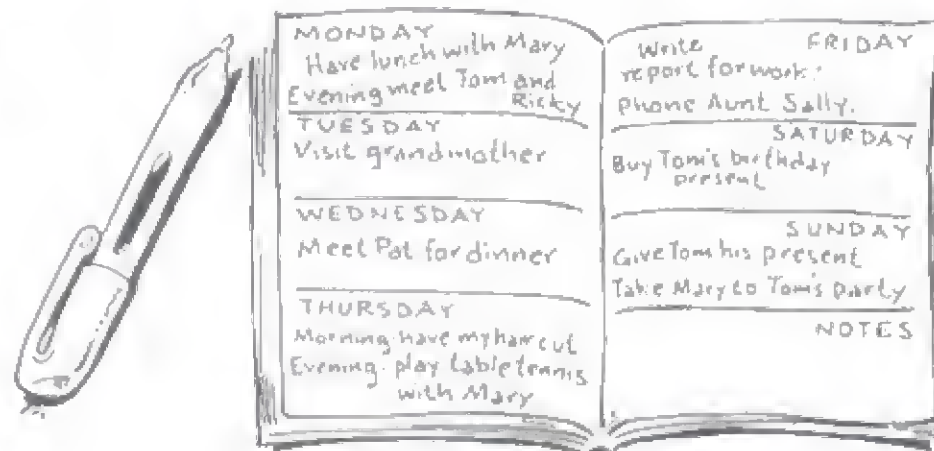 MONDAY
Have lunch with Mary
Evening meet Tom and
Ricky
TUESDAY
Visit grandmother
WEDNESDAY
Meet Pat for dinner
THURSDAY
Morning: have my hair cut
Evening: play table tennis
with Mary
FRIDAY
Write
report for work:
phone Aunt Sally.
SATURDAY
Buy Tom's birthday
present
SUNDAY
Give Tom his present
Take Mary to Tom's party
NOTES